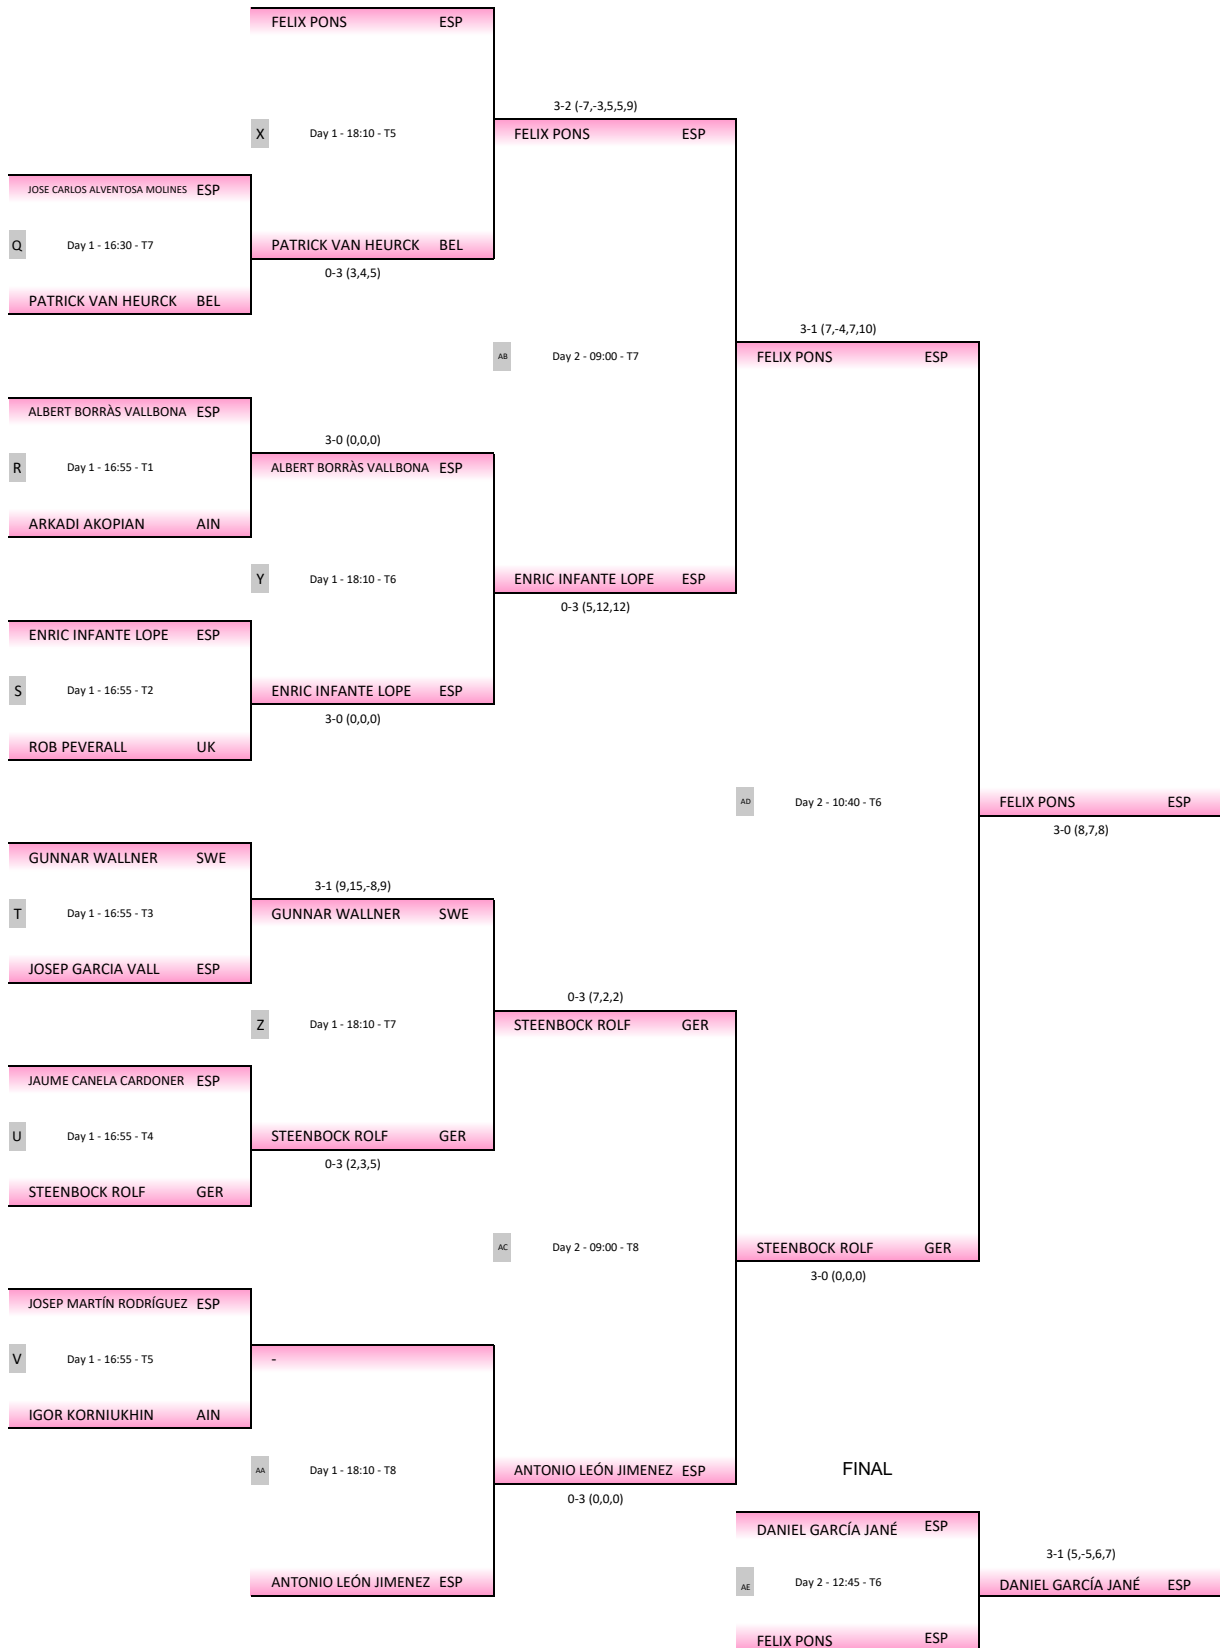 FELIX PONS ESP
3-2 (-7,-3,5,5,9)
X Day 1 - 18:10 - T5
FELIX PONS ESP
JOSE CARLOS ALVENTOSA MOLINES ESP
Q Day 1 - 16:30 - T7
PATRICK VAN HEURCK BEL
0-3 (3,4,5)
PATRICK VAN HEURCK BEL
3-1 (7,-4,7,10)
AB Day 2 - 09:00 - T7
FELIX PONS ESP
ALBERT BORRÀS VALLBONA ESP
3-0 (0,0,0)
R Day 1 - 16:55 - T1
ALBERT BORRÀS VALLBONA ESP
ARKADI AKOPIAN AIN
Y Day 1 - 18:10 - T6
ENRIC INFANTE LOPE ESP
0-3 (5,12,12)
ENRIC INFANTE LOPE ESP
S Day 1 - 16:55 - T2
ENRIC INFANTE LOPE ESP
3-0 (0,0,0)
ROB PEVERALL UK
AD Day 2 - 10:40 - T6
FELIX PONS ESP
3-0 (8,7,8)
GUNNAR WALLNER SWE
3-1 (9,15,-8,9)
T Day 1 - 16:55 - T3
GUNNAR WALLNER SWE
JOSEP GARCIA VALL ESP
0-3 (7,2,2)
Z Day 1 - 18:10 - T7
STEENBOCK ROLF GER
JAUME CANELA CARDONER ESP
U Day 1 - 16:55 - T4
STEENBOCK ROLF GER
0-3 (2,3,5)
STEENBOCK ROLF GER
AC Day 2 - 09:00 - T8
STEENBOCK ROLF GER
3-0 (0,0,0)
JOSEP MARTÍN RODRÍGUEZ ESP
V Day 1 - 16:55 - T5
-
IGOR KORNIUKHIN AIN
AA Day 1 - 18:10 - T8
ANTONIO LEÓN JIMENEZ ESP
0-3 (0,0,0)
FINAL
DANIEL GARCÍA JANÉ ESP
3-1 (5,-5,6,7)
ANTONIO LEÓN JIMENEZ ESP
AE Day 2 - 12:45 - T6
DANIEL GARCÍA JANÉ ESP
FELIX PONS ESP